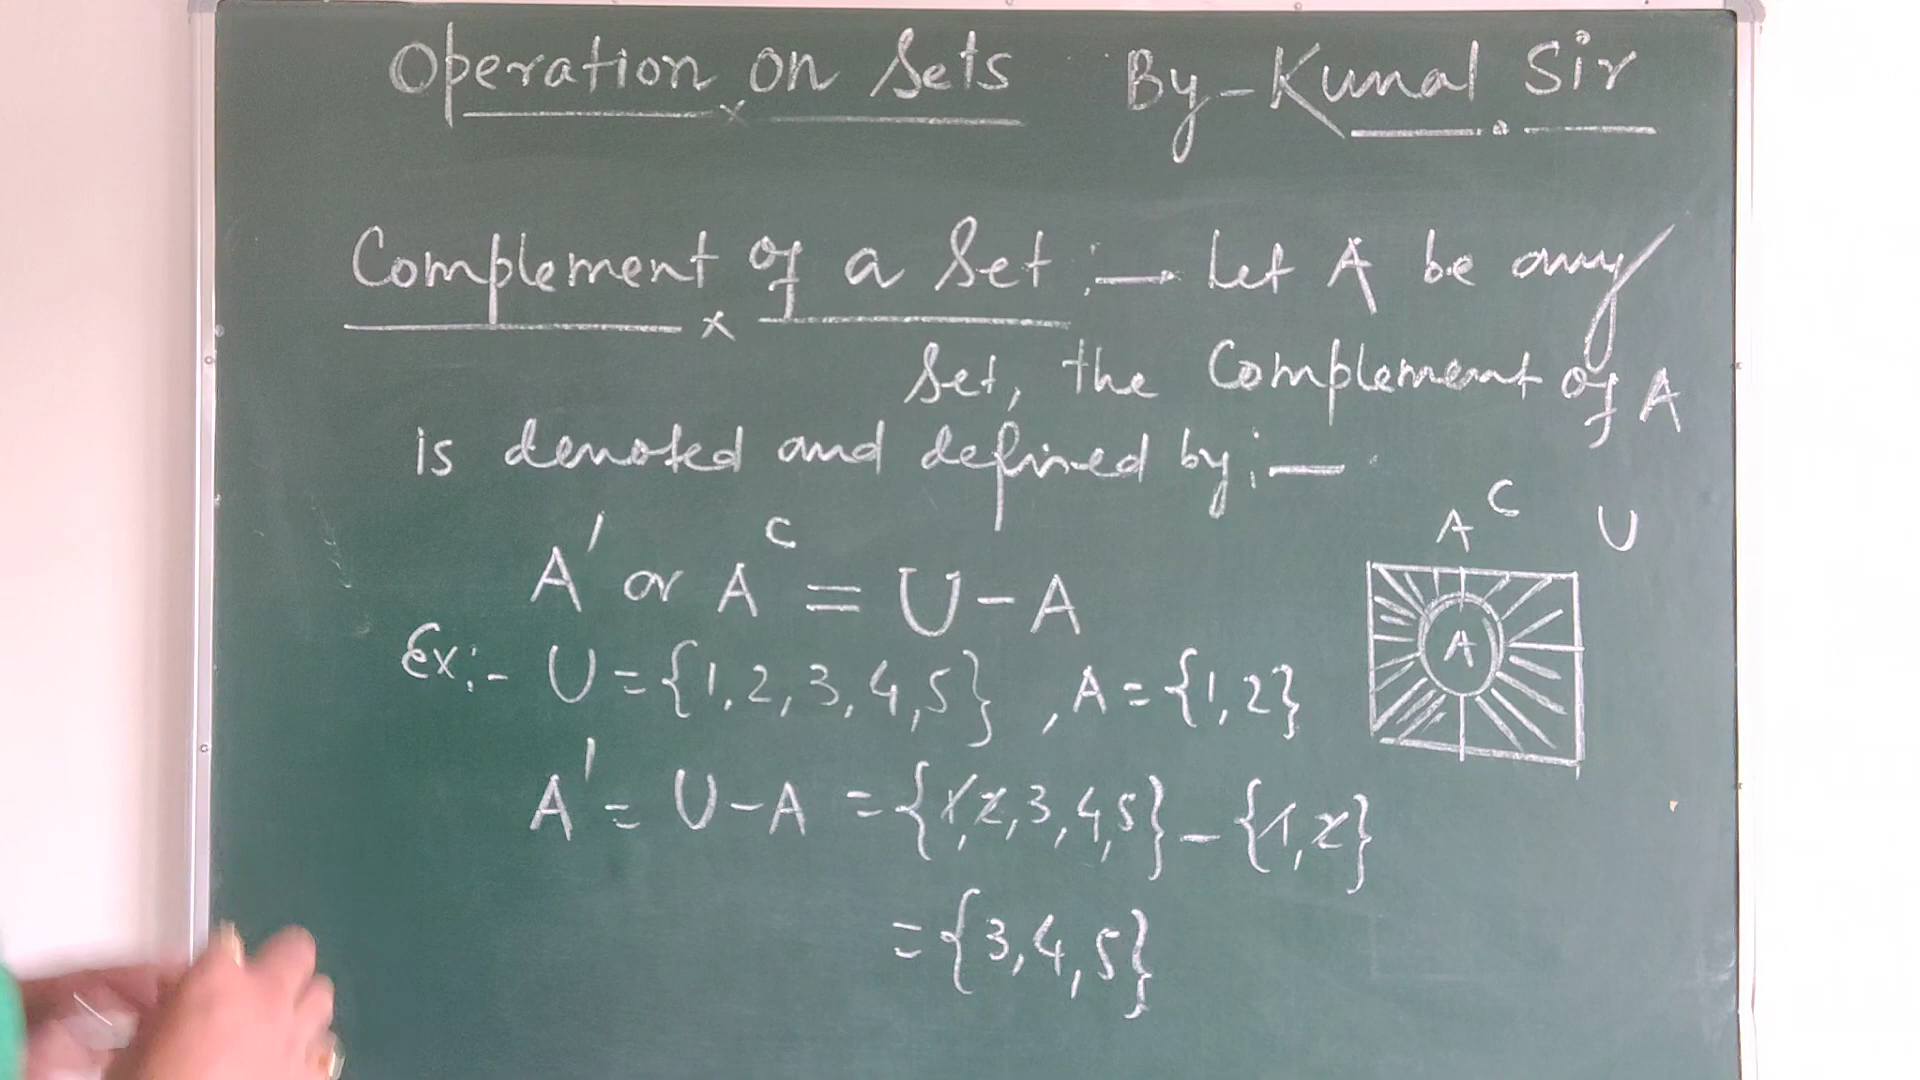 Operation on Sets By-Kunal Sir
Complement of a Set :- Let A be any
Set, the Complement of A
is denoted and defined by :-
A' or A^C = U - A
A^C U
A
Ex:- U = {1, 2, 3, 4, 5}, A = {1, 2}
A' = U - A = {1, 2, 3, 4, 5} - {1, 2}
= {3, 4, 5}